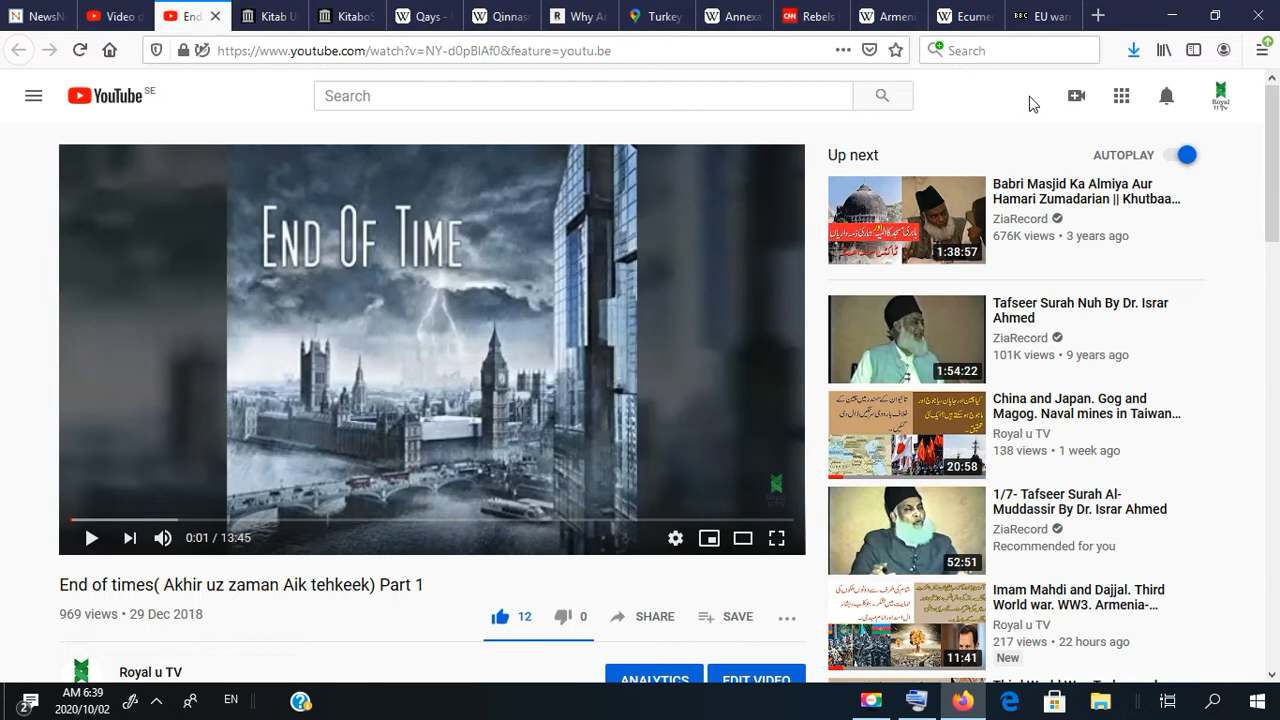 NewsN
Video d
End
Kitab U
KitaboS
Qays -
Qinnas
Why Ar
Turkey
Annexa
CNN
Rebels
Armen
Ecume
BBC
EU war
https://www.youtube.com/watch?v=NY-d0pBlAf0&feature=youtu.be
Search
YouTube SE
Search
Royal
u Tv
END OF TIME
0:01 / 13:45
End of times( Akhir uz zaman Aik tehkeek) Part 1
969 views • 29 Dec 2018
12
0
SHARE
SAVE
Royal u TV
ANALYTICS
EDIT VIDEO
Up next
AUTOPLAY
1:38:57
Babri Masjid Ka Almiya Aur
Hamari Zumadarian || Khutbaa...
ZiaRecord
676K views • 3 years ago
1:54:22
Tafseer Surah Nuh By Dr. Israr
Ahmed
ZiaRecord
101K views • 9 years ago
20:58
China and Japan. Gog and
Magog. Naval mines in Taiwan...
Royal u TV
138 views • 1 week ago
52:51
1/7- Tafseer Surah Al-
Muddassir By Dr. Israr Ahmed
ZiaRecord
Recommended for you
11:41
Imam Mahdi and Dajjal. Third
World war. WW3. Armenia-...
Royal u TV
217 views • 22 hours ago
New
2
AM 6:39
2020/10/02
EN